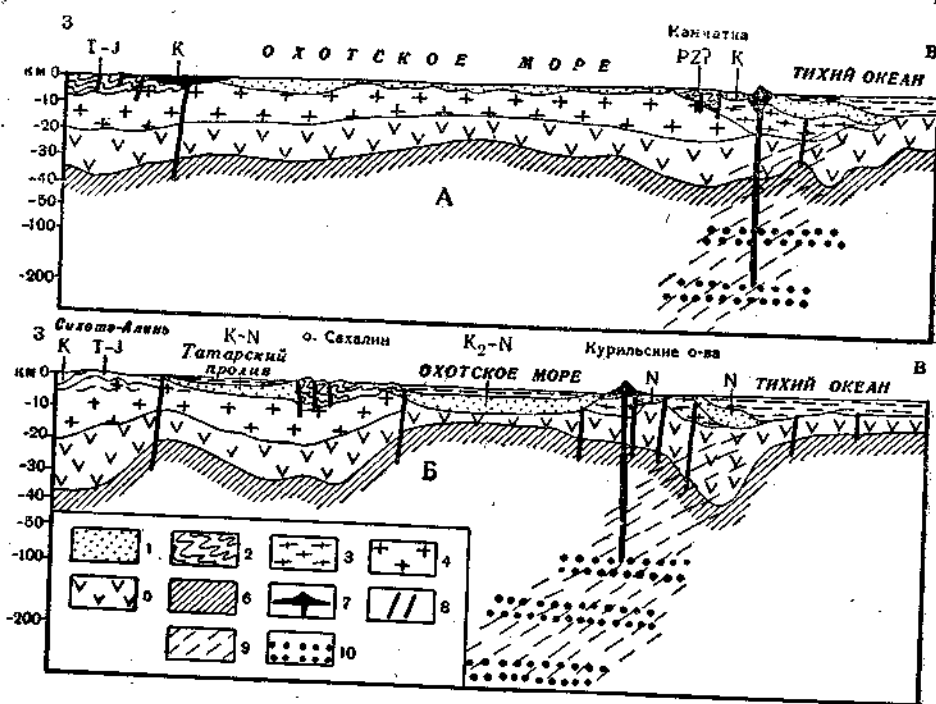 З
Камчатка
В
Т-J
К
ОХОТСКОЕ МОРЕ
PZ?
К
ТИХИЙ ОКЕАН
км 0
-10
-20
-30
-40
-50
-100
-200
А
З
Сихотэ-Алинь
K-N
о. Сахалин
K₂-N
Курильские о-ва
В
К
Т-J
Татарский
пролив
ОХОТСКОЕ МОРЕ
N
N
ТИХИЙ ОКЕАН
км 0
-10
-20
-30
-40
-50
-100
-200
Б
1
2
3
4
5
6
7
8
9
10